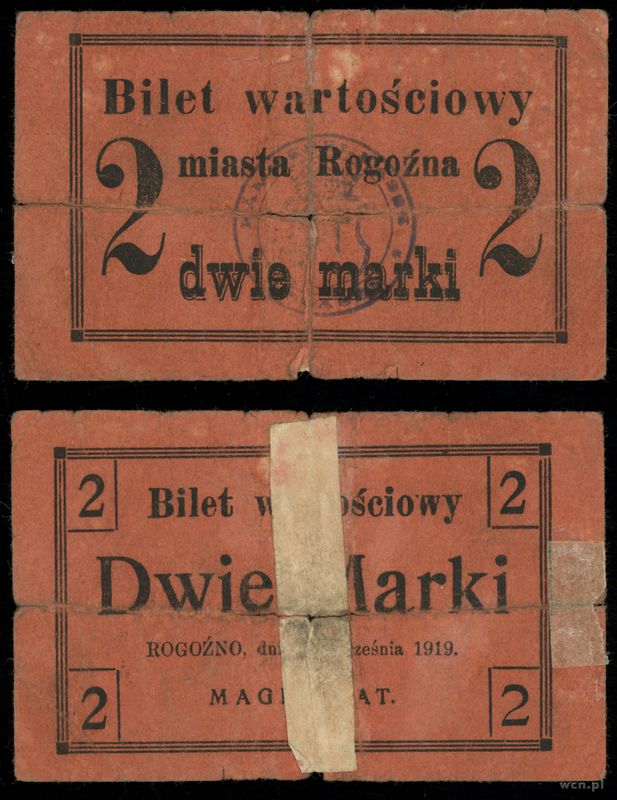 Bilet wartościowy
2 miasta Rogoźna 2
dwie marki
2 2
Bilet w ościowy
Dwie Marki
ROGOŹNO, dn ześnia 1919.
MAG AT.
2 2
wcn.pl